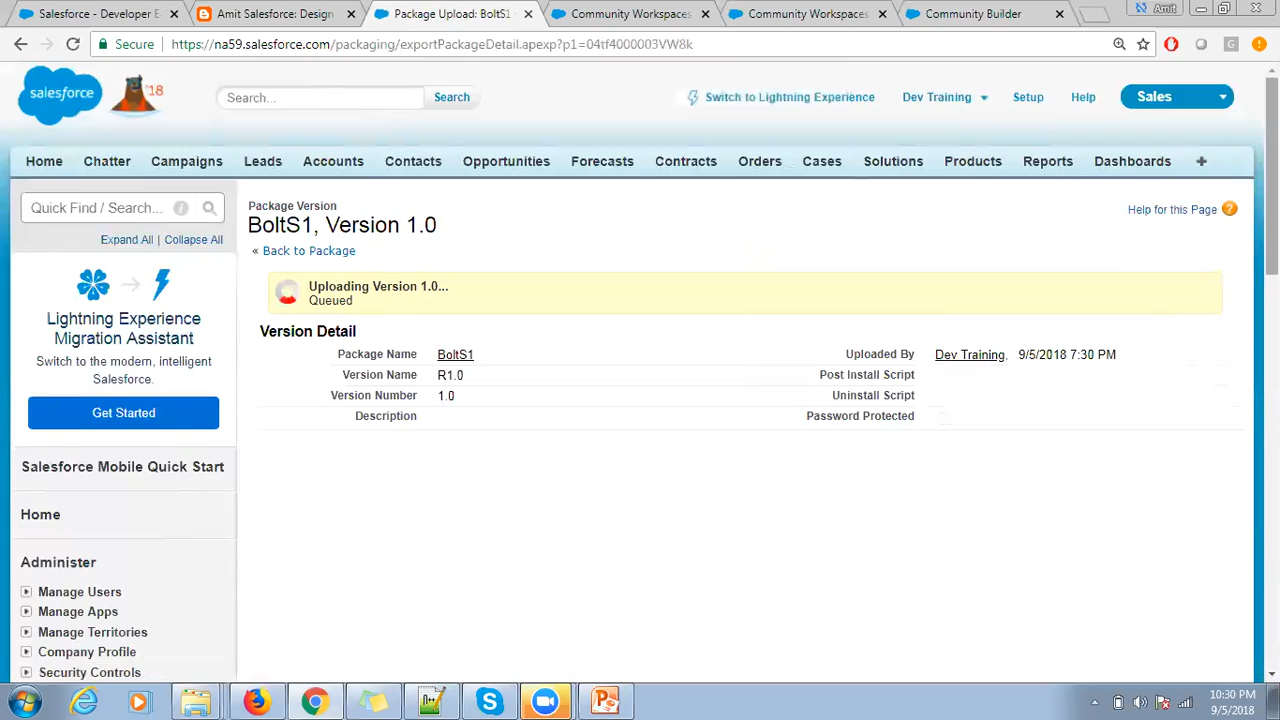 Salesforce - Developer E
Amit Salesforce: Design
Package Upload: BoltS1
Community Workspaces
Community Workspaces
Community Builder
Amit
Secure
https://na59.salesforce.com/packaging/exportPackageDetail.apexp?p1=04tf4000003VW8k
salesforce
'18
Search...
Search
Switch to Lightning Experience
Dev Training
Setup
Help
Sales
Home
Chatter
Campaigns
Leads
Accounts
Contacts
Opportunities
Forecasts
Contracts
Orders
Cases
Solutions
Products
Reports
Dashboards
+
Quick Find / Search...
Expand All | Collapse All
Lightning Experience
Migration Assistant
Switch to the modern, intelligent
Salesforce.
Get Started
Salesforce Mobile Quick Start
Home
Administer
Manage Users
Manage Apps
Manage Territories
Company Profile
Security Controls
Package Version
BoltS1, Version 1.0
« Back to Package
Help for this Page ?
Uploading Version 1.0...
Queued
Version Detail
Package Name BoltS1
Uploaded By Dev Training, 9/5/2018 7:30 PM
Version Name R1.0
Post Install Script
Version Number 1.0
Uninstall Script
Description
Password Protected
10:30 PM
9/5/2018